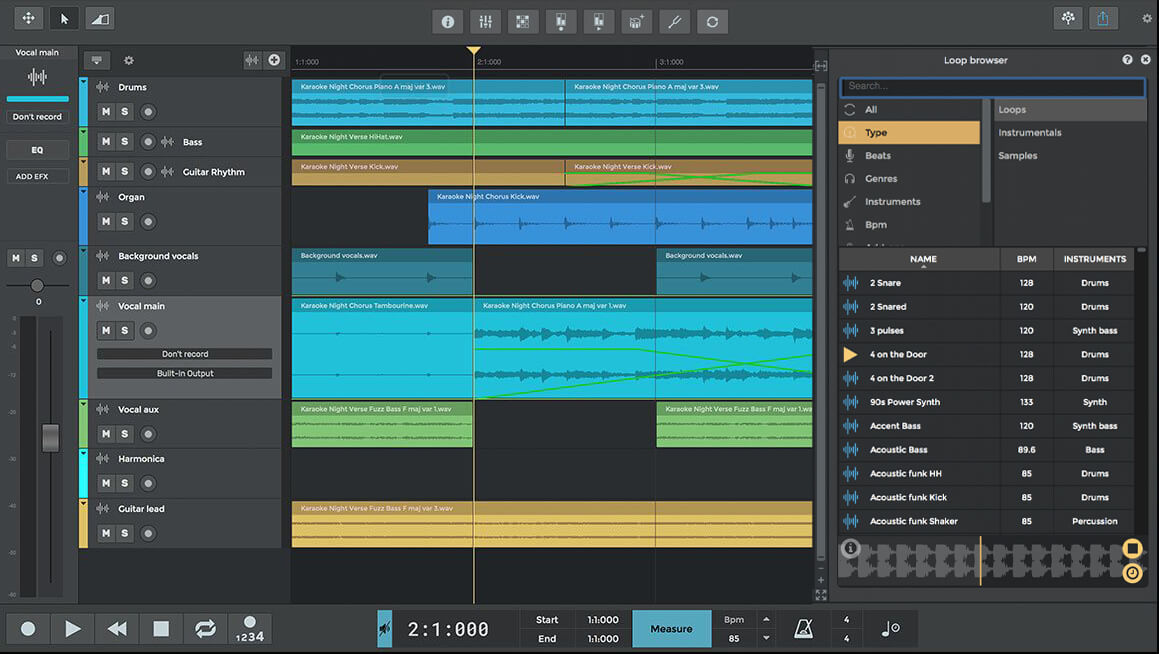 Vocal main
Don't record
EQ
ADD EFX
M S
0
Drums
M S
M S Bass
M S Guitar Rhythm
Organ
M S
Background vocals
M S
Vocal main
M S
Don't record
Built-in Output
Vocal aux
M S
Harmonica
M S
Guitar lead
M S
1:1:000 2:1:000 3:1:000
Karaoke Night Chorus Piano A maj var 3.wav Karaoke Night Chorus Piano A maj var 3.wav
Karaoke Night Verse HiHat.wav
Karaoke Night Verse Kick.wav Karaoke Night Verse Kick.wav
Karaoke Night Chorus Kick.wav
Background vocals.wav Background vocals.wav
Karaoke Night Chorus Tambourine.wav Karaoke Night Chorus Piano A maj var 1.wav
Karaoke Night Verse Fuzz Bass F maj var 1.wav Karaoke Night Verse Fuzz Bass F maj var 1.wa
Karaoke Night Verse Fuzz Bass F maj var 3.wav
Loop browser
Search...
All Loops
Type Instrumentals
Beats Samples
Genres
Instruments
Bpm
NAME BPM INSTRUMENTS
2 Snare 128 Drums
2 Snared 120 Drums
3 pulses 120 Synth bass
4 on the Door 128 Drums
4 on the Door 2 128 Drums
90s Power Synth 133 Synth
Accent Bass 120 Synth bass
Acoustic Bass 89.6 Bass
Acoustic funk HH 85 Drums
Acoustic funk Kick 85 Drums
Acoustic funk Shaker 85 Percussion
1234
2:1:000
Start 1:1:000
End 1:1:000
Measure
Bpm
85
4
4